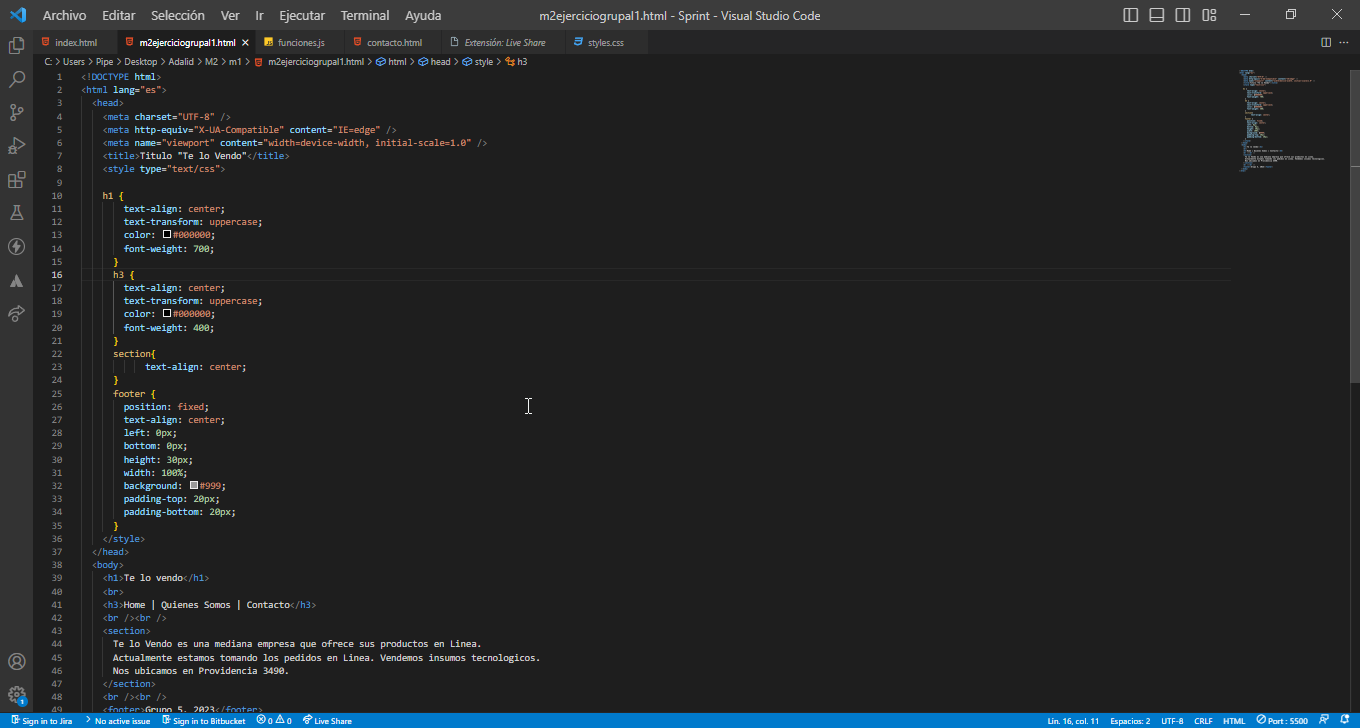 Archivo Editar Selección Ver Ir Ejecutar Terminal Ayuda m2ejerciciogrupal1.html - Sprint - Visual Studio Code
index.html m2ejerciciogrupal1.html funciones.js contacto.html Extensión: Live Share styles.css
C: > Users > Pipe > Desktop > Adalid > M2 > m1 > m2ejerciciogrupal1.html > html > head > style > h3
1 <!DOCTYPE html>
2 <html lang="es">
3 <head>
4 <meta charset="UTF-8" />
5 <meta http-equiv="X-UA-Compatible" content="IE=edge" />
6 <meta name="viewport" content="width=device-width, initial-scale=1.0" />
7 <title>Titulo "Te lo Vendo"</title>
8 <style type="text/css">
9
10 h1 {
11 text-align: center;
12 text-transform: uppercase;
13 color: #000000;
14 font-weight: 700;
15 }
16 h3 {
17 text-align: center;
18 text-transform: uppercase;
19 color: #000000;
20 font-weight: 400;
21 }
22 section{
23 text-align: center;
24 }
25 footer {
26 position: fixed;
27 text-align: center;
28 left: 0px;
29 bottom: 0px;
30 height: 30px;
31 width: 100%;
32 background: #999;
33 padding-top: 20px;
34 padding-bottom: 20px;
35 }
36 </style>
37 </head>
38 <body>
39 <h1>Te lo vendo</h1>
40 <br>
41 <h3>Home | Quienes Somos | Contacto</h3>
42 <br /><br />
43 <section>
44 Te lo Vendo es una mediana empresa que ofrece sus productos en Linea.
45 Actualmente estamos tomando los pedidos en Linea. Vendemos insumos tecnologicos.
46 Nos ubicamos en Providencia 3490.
47 </section>
48 <br /><br />
49 <footer>Grupo 5, 2023</footer>
1
Sign in to Jira No active issue Sign in to Bitbucket 0 0 Live Share Lín. 16, col. 11 Espacios: 2 UTF-8 CRLF HTML Port : 5500